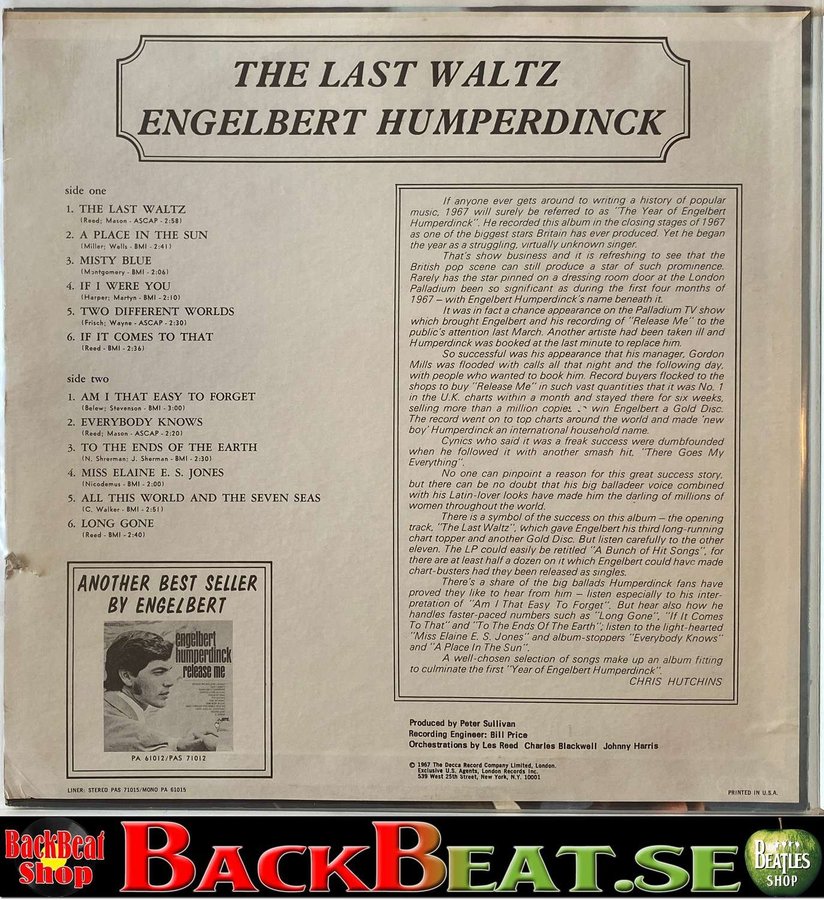 THE LAST WALTZ
ENGELBERT HUMPERDINCK
side one
1. THE LAST WALTZ
(Reed; Mason - ASCAP - 2:58)
2. A PLACE IN THE SUN
(Miller; Wells - BMI - 2:41)
3. MISTY BLUE
(Montgomery - BMI - 2:06)
4. IF I WERE YOU
(Harper; Martyn - BMI - 2:10)
5. TWO DIFFERENT WORLDS
(Frisch; Wayne - ASCAP - 2:30)
6. IF IT COMES TO THAT
(Reed - BMI - 2:36)
side two
1. AM I THAT EASY TO FORGET
(Belew; Stevenson - BMI - 3:00)
2. EVERYBODY KNOWS
(Reed; Mason - ASCAP - 2:20)
3. TO THE ENDS OF THE EARTH
(N. Shrerman; J. Sherman - BMI - 2:30)
4. MISS ELAINE E. S. JONES
(Nicodemus - BMI - 2:00)
5. ALL THIS WORLD AND THE SEVEN SEAS
(C. Walker - BMI - 2:51)
6. LONG GONE
(Reed - BMI - 2:40)
ANOTHER BEST SELLER
BY ENGELBERT
engelbert
humperdinck
release me
PA 61012/PAS 71012
LINER: STEREO PAS 71015/MONO PA 61015
If anyone ever gets around to writing a history of popular
music, 1967 will surely be referred to as "The Year of Engelbert
Humperdinck". He recorded this album in the closing stages of 1967
as one of the biggest stars Britain has ever produced. Yet he began
the year as a struggling, virtually unknown singer.
That's show business and it is refreshing to see that the
British pop scene can still produce a star of such prominence.
Rarely has the star pinned on a dressing room door at the London
Palladium been so significant as during the first four months of
1967 – with Engelbert Humperdinck's name beneath it.
It was in fact a chance appearance on the Palladium TV show
which brought Engelbert and his recording of "Release Me" to the
public's attention last March. Another artiste had been taken ill and
Humperdinck was booked at the last minute to replace him.
So successful was his appearance that his manager, Gordon
Mills was flooded with calls all that night and the following day,
with people who wanted to book him. Record buyers flocked to the
shops to buy "Release Me" in such vast quantities that it was No. 1
in the U.K. charts within a month and stayed there for six weeks,
selling more than a million copies win Engelbert a Gold Disc.
The record went on to top charts around the world and made 'new
boy' Humperdinck an international household name.
Cynics who said it was a freak success were dumbfounded
when he followed it with another smash hit, "There Goes My
Everything".
No one can pinpoint a reason for this great success story,
but there can be no doubt that his big balladeer voice combined
with his Latin-lover looks have made him the darling of millions of
women throughout the world.
There is a symbol of the success on this album – the opening
track, "The Last Waltz", which gave Engelbert his third long-running
chart topper and another Gold Disc. But listen carefully to the other
eleven. The LP could easily be retitled "A Bunch of Hit Songs", for
there are at least half a dozen on it which Engelbert could have made
chart-busters had they been released as singles.
There's a share of the big ballads Humperdinck fans have
proved they like to hear from him – listen especially to his inter-
pretation of "Am I That Easy To Forget". But hear also how he
handles faster-paced numbers such as "Long Gone", "If It Comes
To That" and "To The Ends Of The Earth"; listen to the light-hearted
"Miss Elaine E. S. Jones" and album-stoppers "Everybody Knows"
and "A Place In The Sun".
A well-chosen selection of songs make up an album fitting
to culminate the first "Year of Engelbert Humperdinck".
CHRIS HUTCHINS
Produced by Peter Sullivan
Recording Engineer: Bill Price
Orchestrations by Les Reed Charles Blackwell Johnny Harris
© 1967 The Decca Record Company Limited, London.
Exclusive U.S. Agents, London Records Inc.
539 West 25th Street, New York, N.Y. 10001
PRINTED IN U.S.A.
BackBeat
Shop
BACKBEAT.SE
BEATLES
SHOP